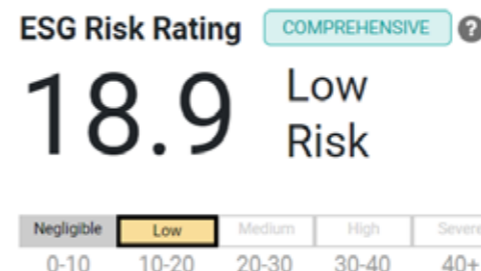 ESG Risk Rating COMPREHENSIVE ?
18.9 Low
Risk
Negligible Low Medium High Severe
0-10 10-20 20-30 30-40 40+